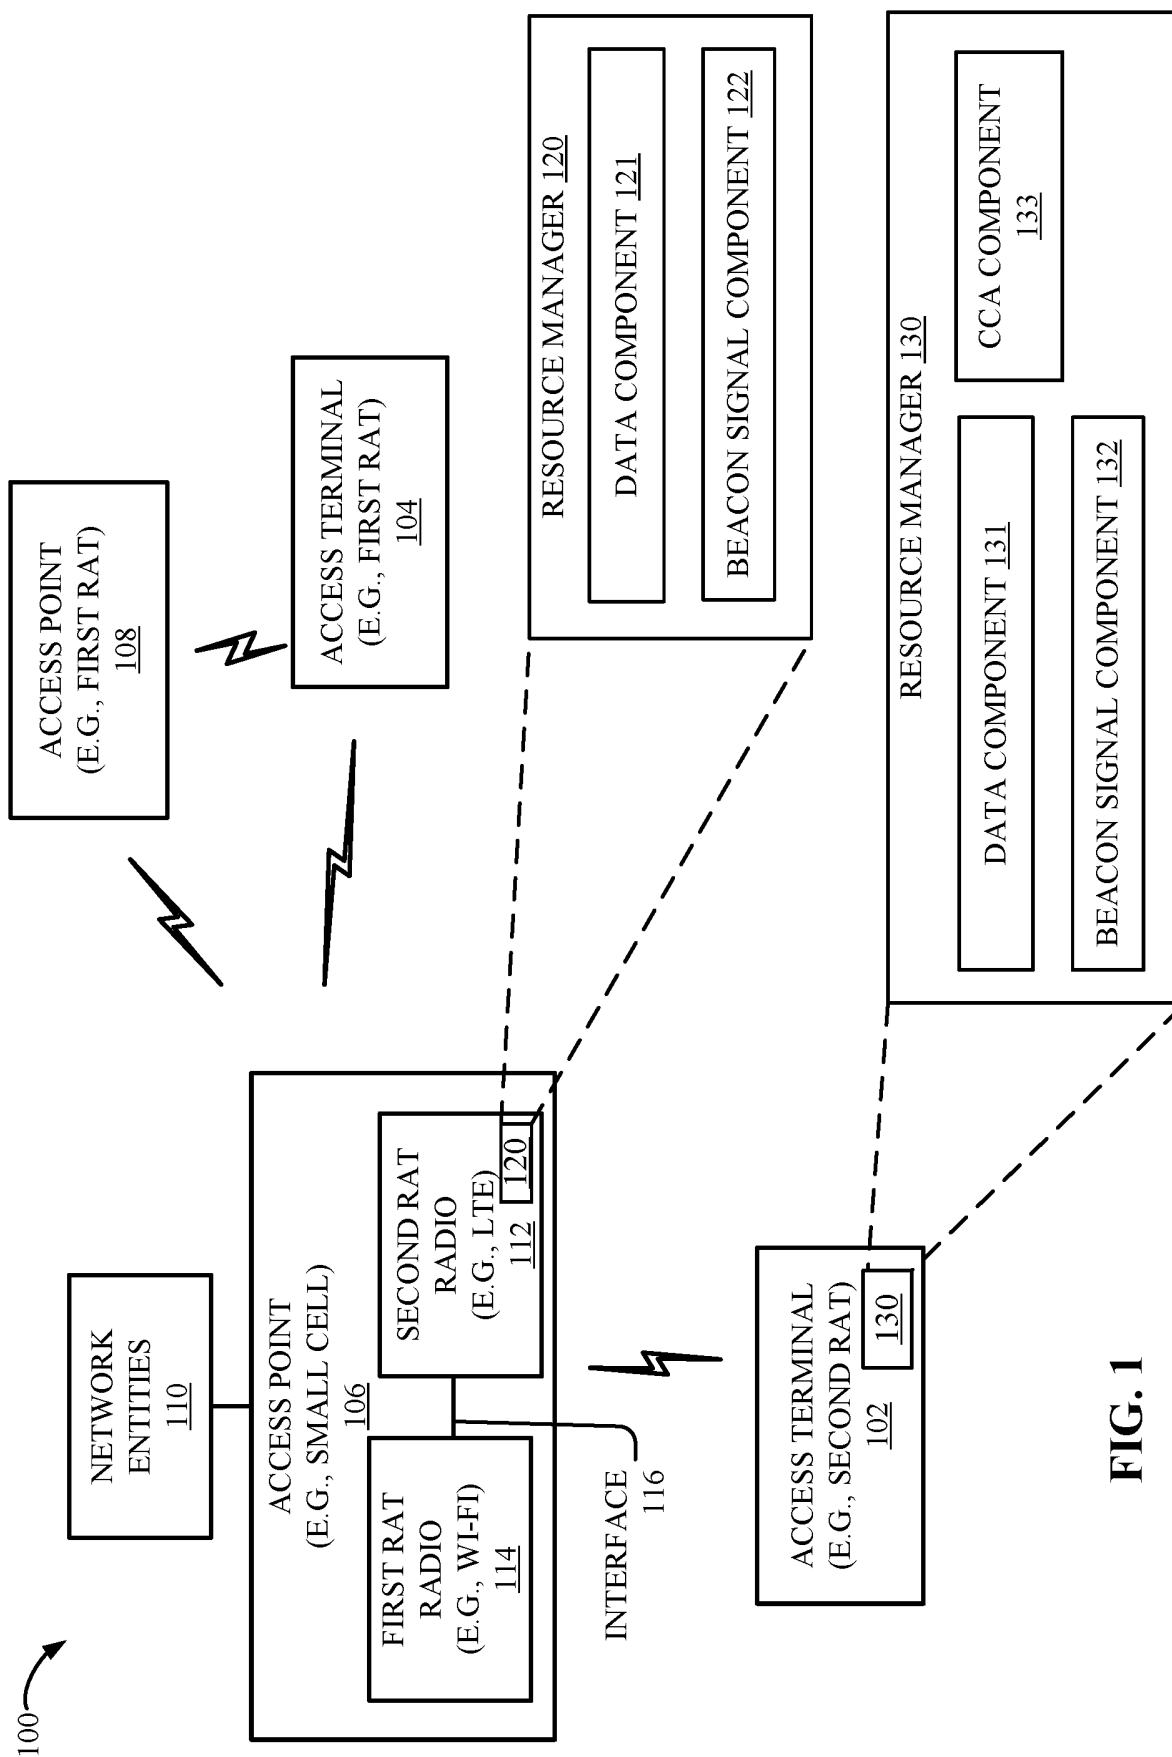 100
NETWORK
ENTITIES
110
ACCESS POINT
(E.G., SMALL CELL)
106
FIRST RAT
RADIO
(E.G., WI-FI)
114
SECOND RAT
RADIO
(E.G., LTE)
112
120
INTERFACE
116
ACCESS POINT
(E.G., FIRST RAT)
108
ACCESS TERMINAL
(E.G., FIRST RAT)
104
ACCESS TERMINAL
(E.G., SECOND RAT)
102
130
RESOURCE MANAGER 120
DATA COMPONENT 121
BEACON SIGNAL COMPONENT 122
RESOURCE MANAGER 130
DATA COMPONENT 131
BEACON SIGNAL COMPONENT 132
CCA COMPONENT
133
FIG. 1